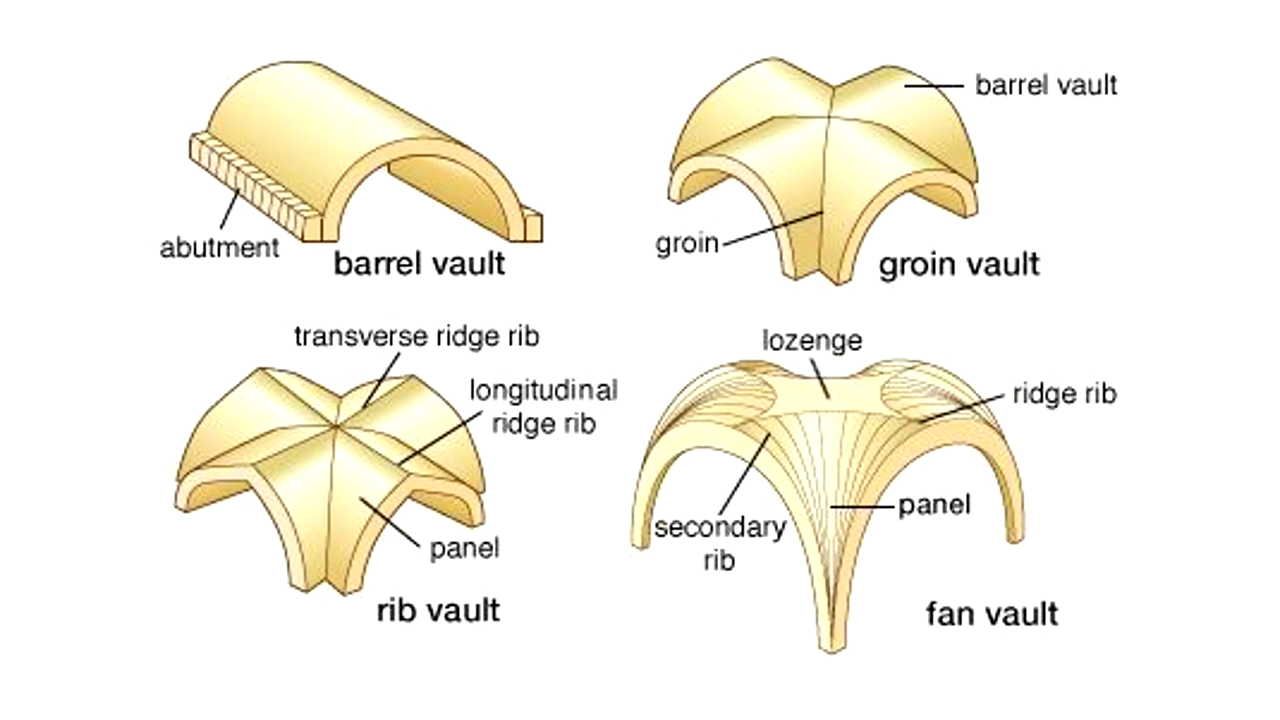 barrel vault
abutment
barrel vault
groin
groin vault
transverse ridge rib
longitudinal
ridge rib
panel
rib vault
lozenge
ridge rib
panel
secondary
rib
fan vault